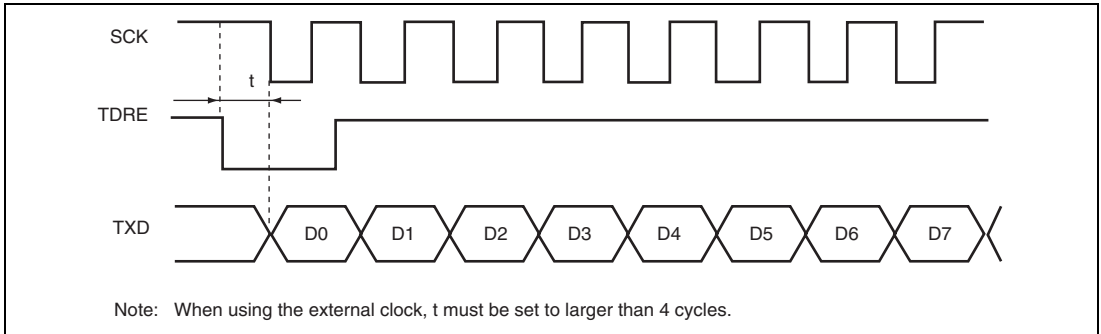 SCK
t
TDRE
TXD D0 D1 D2 D3 D4 D5 D6 D7
Note: When using the external clock, t must be set to larger than 4 cycles.